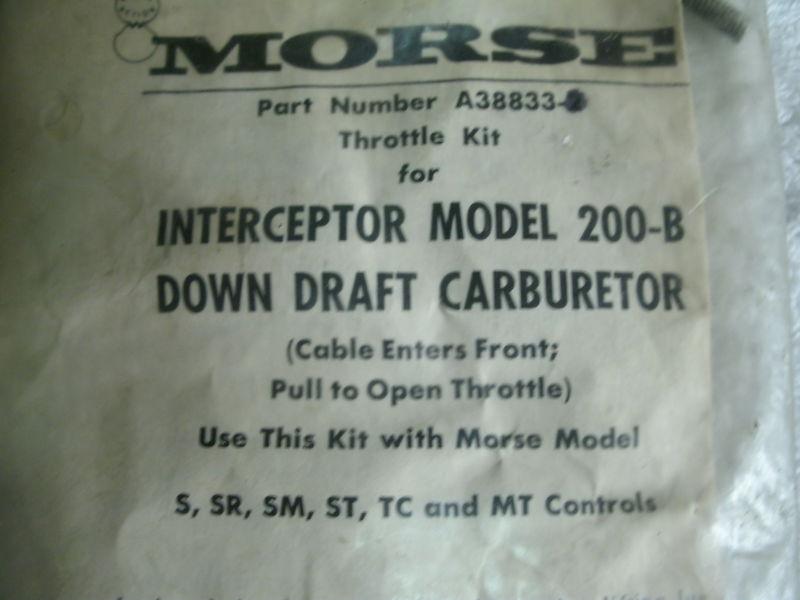 MORSE
Part Number A38833-2
Throttle Kit
for
INTERCEPTOR MODEL 200-B
DOWN DRAFT CARBURETOR
(Cable Enters Front;
Pull to Open Throttle)
Use This Kit with Morse Model
S, SR, SM, ST, TC and MT Controls